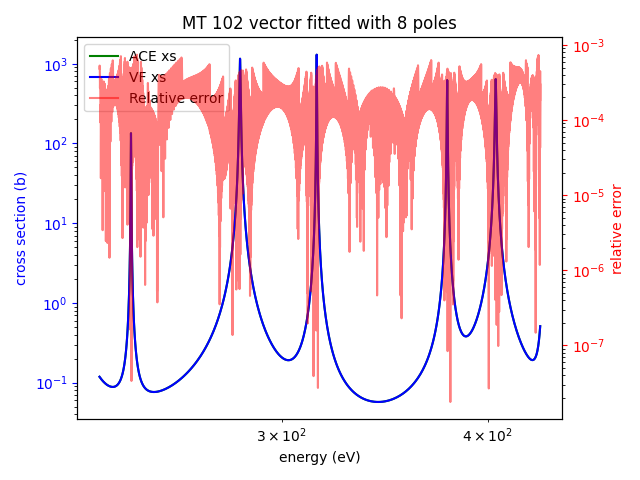 MT 102 vector fitted with 8 poles
ACE xs
VF xs
Relative error
cross section (b)
10³
10²
10¹
10⁰
10⁻¹
10⁻³
10⁻⁴
10⁻⁵
10⁻⁶
10⁻⁷
relative error
3 × 10² 4 × 10²
energy (eV)